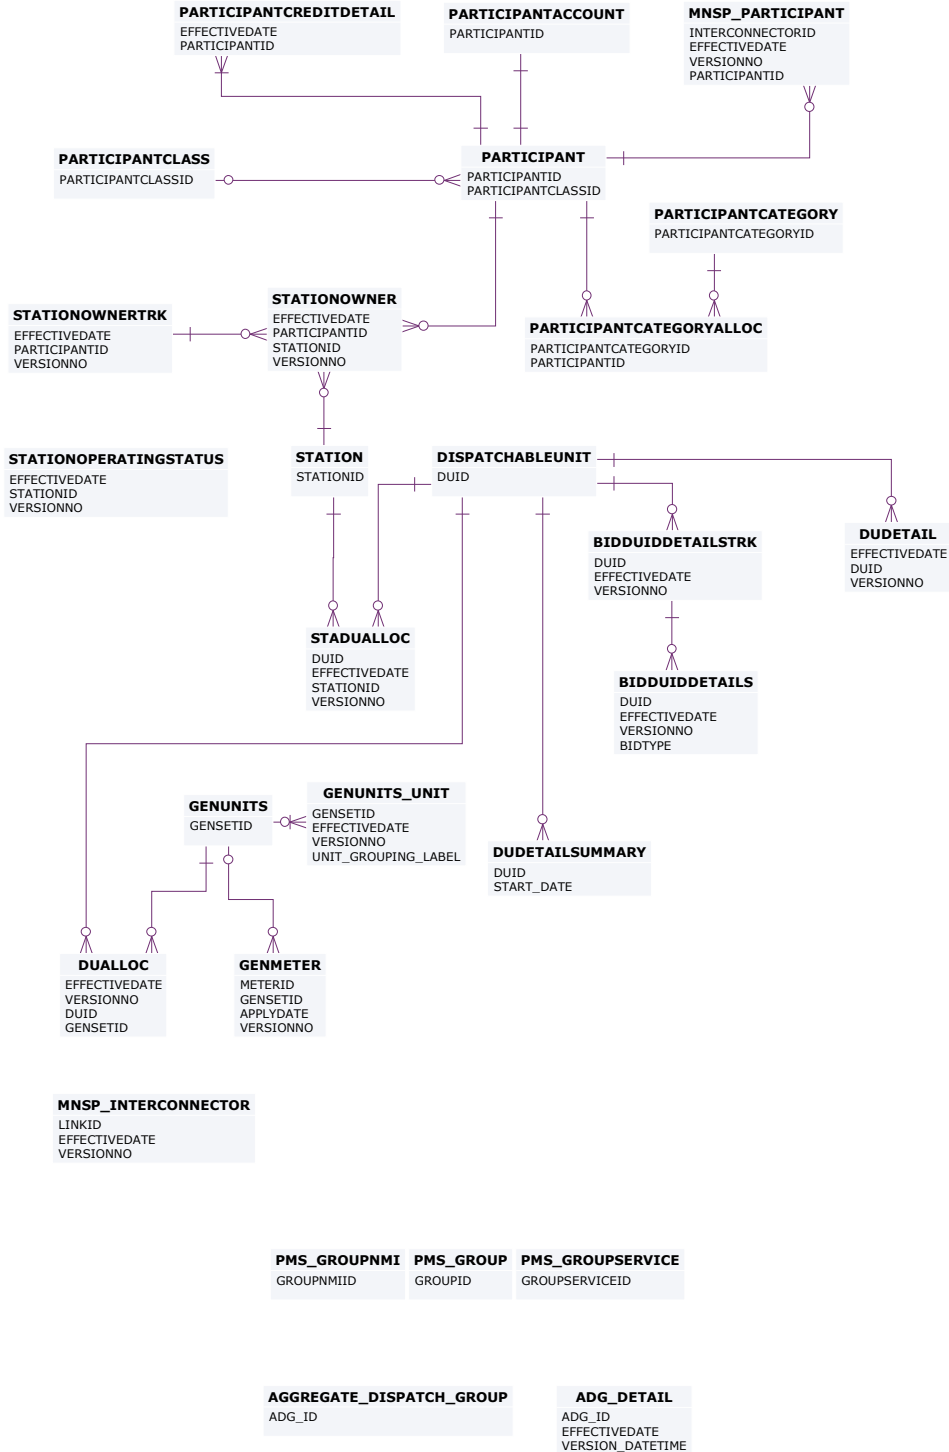 PARTICIPANTCREDITDETAIL
EFFECTIVEDATE
PARTICIPANTID
PARTICIPANTACCOUNT
PARTICIPANTID
MNSP_PARTICIPANT
INTERCONNECTORID
EFFECTIVEDATE
VERSIONNO
PARTICIPANTID
PARTICIPANTCLASS
PARTICIPANTCLASSID
PARTICIPANT
PARTICIPANTID
PARTICIPANTCLASSID
PARTICIPANTCATEGORY
PARTICIPANTCATEGORYID
STATIONOWNERTRK
EFFECTIVEDATE
PARTICIPANTID
VERSIONNO
STATIONOWNER
EFFECTIVEDATE
PARTICIPANTID
STATIONID
VERSIONNO
PARTICIPANTCATEGORYALLOC
PARTICIPANTCATEGORYID
PARTICIPANTID
STATIONOPERATINGSTATUS
EFFECTIVEDATE
STATIONID
VERSIONNO
STATION
STATIONID
DISPATCHABLEUNIT
DUID
BIDDUIDDETAILSTRK
DUID
EFFECTIVEDATE
VERSIONNO
DUDETAIL
EFFECTIVEDATE
DUID
VERSIONNO
STADUALLOC
DUID
EFFECTIVEDATE
STATIONID
VERSIONNO
BIDDUIDDETAILS
DUID
EFFECTIVEDATE
VERSIONNO
BIDTYPE
GENUNITS
GENSETID
GENUNITS_UNIT
GENSETID
EFFECTIVEDATE
VERSIONNO
UNIT_GROUPING_LABEL
DUDETAILSUMMARY
DUID
START_DATE
DUALLOC
EFFECTIVEDATE
VERSIONNO
DUID
GENSETID
GENMETER
METERID
GENSETID
APPLYDATE
VERSIONNO
MNSP_INTERCONNECTOR
LINKID
EFFECTIVEDATE
VERSIONNO
PMS_GROUPNMI
GROUPNMIID
PMS_GROUP
GROUPID
PMS_GROUPSERVICE
GROUPSERVICEID
AGGREGATE_DISPATCH_GROUP
ADG_ID
ADG_DETAIL
ADG_ID
EFFECTIVEDATE
VERSION_DATETIME